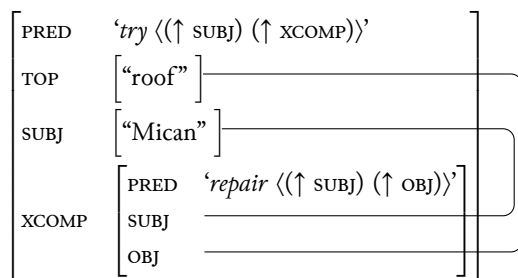 PRED ‘try ⟨(↑ SUBJ) (↑ XCOMP)⟩’
TOP [“roof”]
SUBJ [“Mican”]
PRED ‘repair ⟨(↑ SUBJ) (↑ OBJ)⟩’
XCOMP SUBJ
OBJ